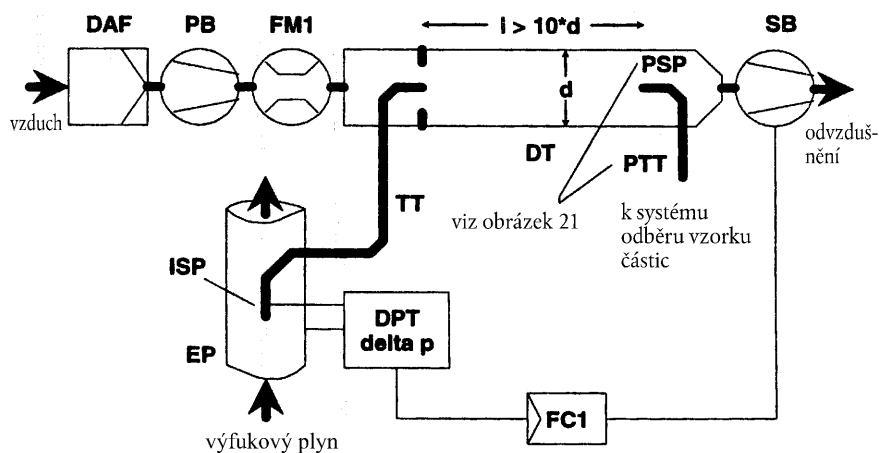 DAF
PB
FM1
l > 10*d
SB
vzduch
d
PSP
DT
PTT
odvzduš-
nění
TT
viz obrázek 21
k systému
odběru vzorku
částic
ISP
EP
DPT
delta p
FC1
výfukový plyn